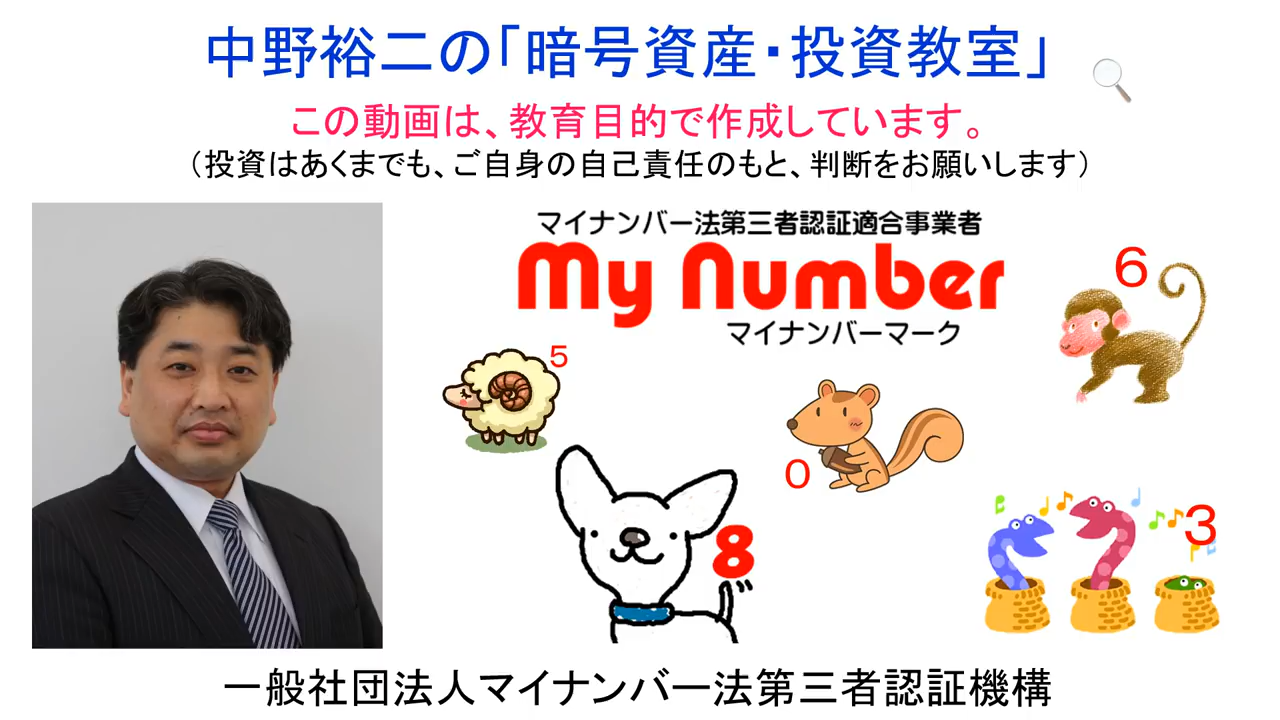 中野裕二の「暗号資産・投資教室」
この動画は、教育目的で作成しています。
（投資はあくまでも、ご自身の自己責任のもと、判断をお願いします）
マイナンバー法第三者認証適合事業者
My Number
マイナンバーマーク
6
5
0
8
3
一般社団法人マイナンバー法第三者認証機構